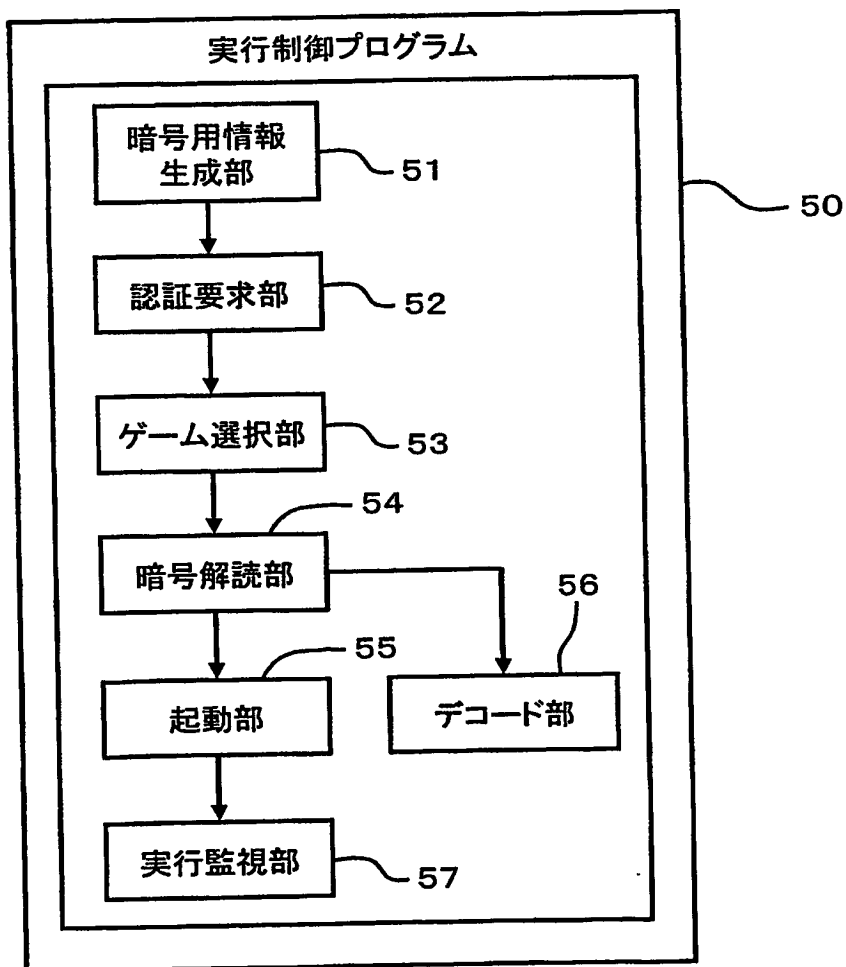 実行制御プログラム
暗号用情報
生成部
51
50
認証要求部
52
ゲーム選択部
53
54
暗号解読部
56
55
起動部
デコード部
実行監視部
57